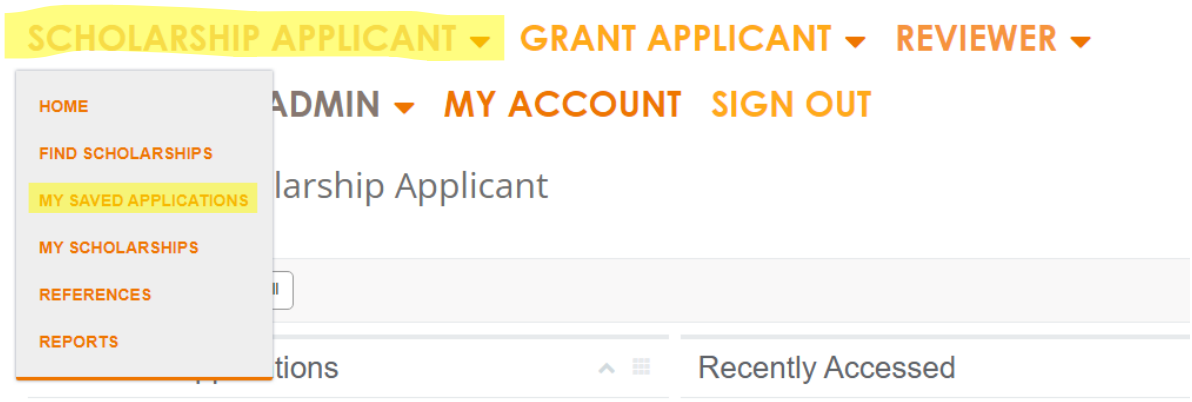 SCHOLARSHIP APPLICANT GRANT APPLICANT REVIEWER
ADMIN MY ACCOUNT SIGN OUT
HOME
FIND SCHOLARSHIPS
MY SAVED APPLICATIONS
MY SCHOLARSHIPS
REFERENCES
REPORTS
larship Applicant
tions
Recently Accessed